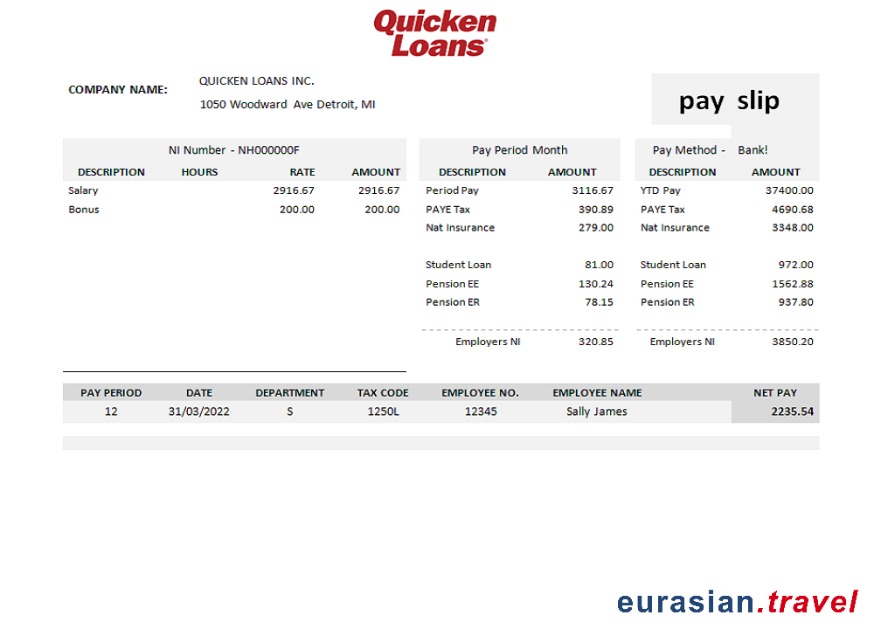 Quicken
Loans
COMPANY NAME: QUICKEN LOANS INC.
1050 Woodward Ave Detroit, MI
pay slip
NI Number - NH000000F Pay Period Month Pay Method - Bank!
DESCRIPTION HOURS RATE AMOUNT DESCRIPTION AMOUNT DESCRIPTION AMOUNT
Salary 2916.67 2916.67 Period Pay 3116.67 YTD Pay 37400.00
Bonus 200.00 200.00 PAYE Tax 390.89 PAYE Tax 4690.68
Nat Insurance 279.00 Nat Insurance 3348.00
Student Loan 81.00 Student Loan 972.00
Pension EE 130.24 Pension EE 1562.88
Pension ER 78.15 Pension ER 937.80
Employers NI 320.85 Employers NI 3850.20
PAY PERIOD DATE DEPARTMENT TAX CODE EMPLOYEE NO. EMPLOYEE NAME NET PAY
12 31/03/2022 S 1250L 12345 Sally James 2235.54
eurasian.travel